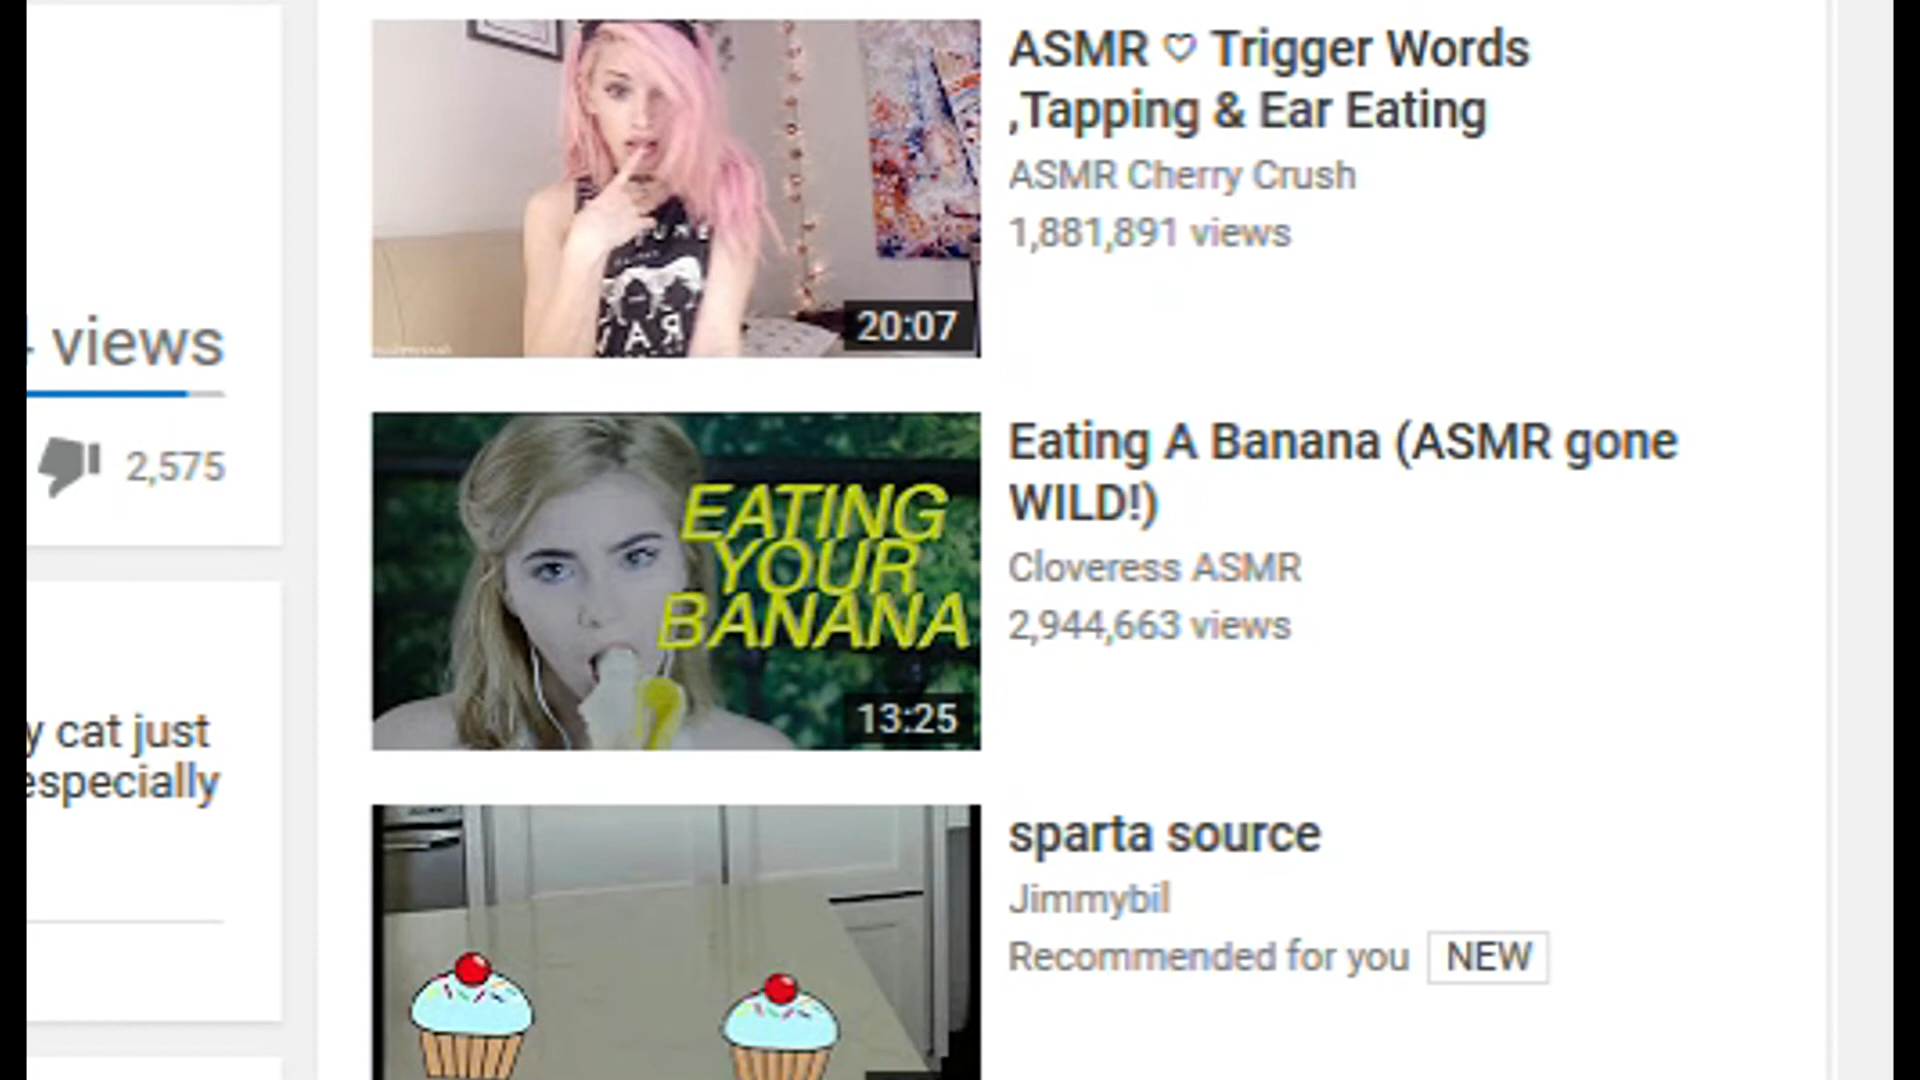 views
2,575
y cat just
especially
20:07
ASMR ♡ Trigger Words
,Tapping & Ear Eating
ASMR Cherry Crush
1,881,891 views
EATING
YOUR
BANANA
13:25
Eating A Banana (ASMR gone
WILD!)
Cloveress ASMR
2,944,663 views
sparta source
Jimmybil
Recommended for you NEW